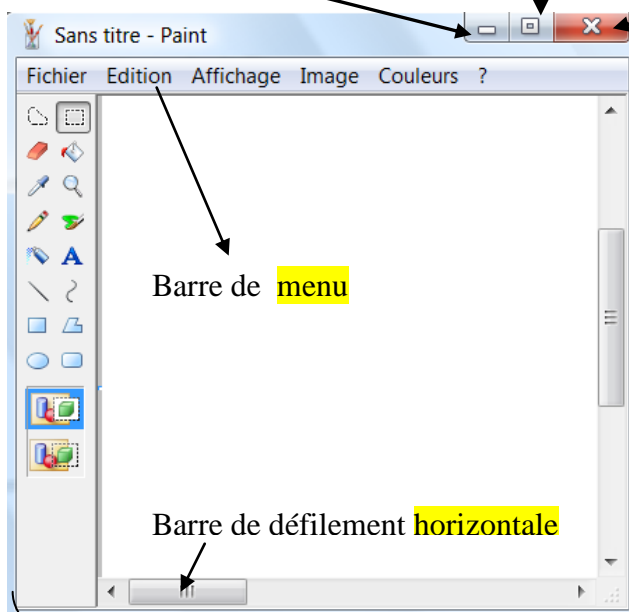 Sans titre - Paint
Fichier Edition Affichage Image Couleurs ?
A
Barre de menu
Barre de défilement horizontale